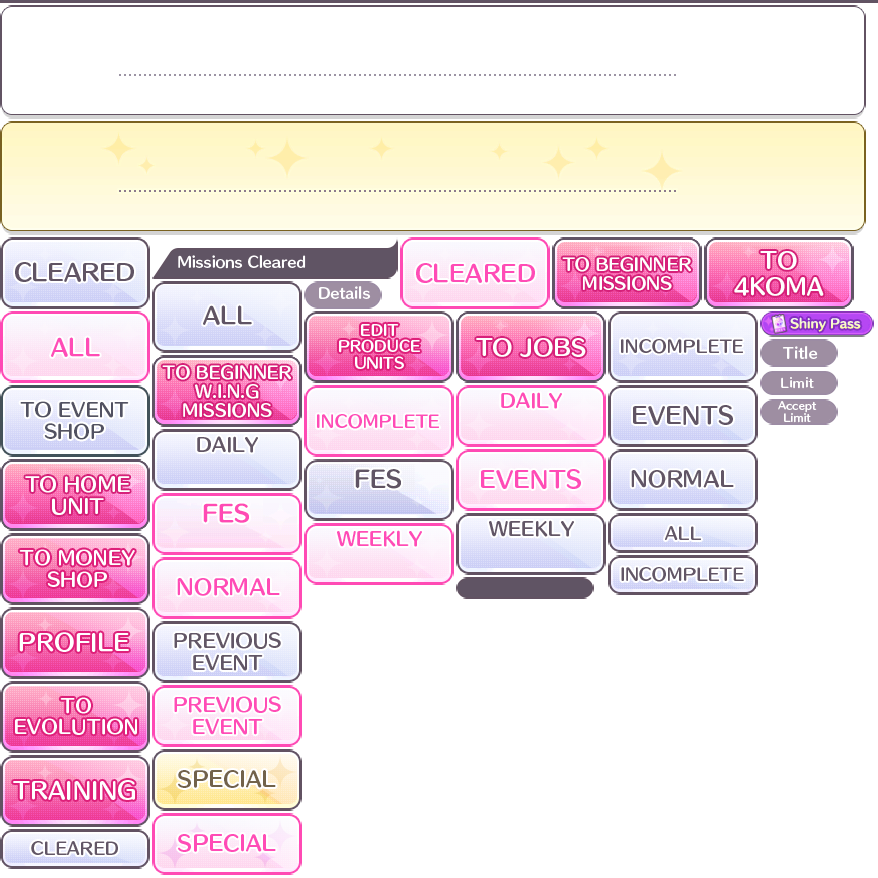 CLEARED
Missions Cleared
CLEARED
TO BEGINNER
MISSIONS
TO
4KOMA
ALL
Details
ALL
EDIT
PRODUCE
UNITS
TO JOBS
INCOMPLETE
Shiny Pass
Title
Limit
Accept
Limit
TO BEGINNER
W.I.N.G
MISSIONS
TO EVENT
SHOP
INCOMPLETE
DAILY
EVENTS
DAILY
TO HOME
UNIT
FES
EVENTS
NORMAL
FES
WEEKLY
WEEKLY
ALL
TO MONEY
SHOP
NORMAL
INCOMPLETE
PROFILE
PREVIOUS
EVENT
TO
EVOLUTION
PREVIOUS
EVENT
TRAINING
SPECIAL
CLEARED
SPECIAL